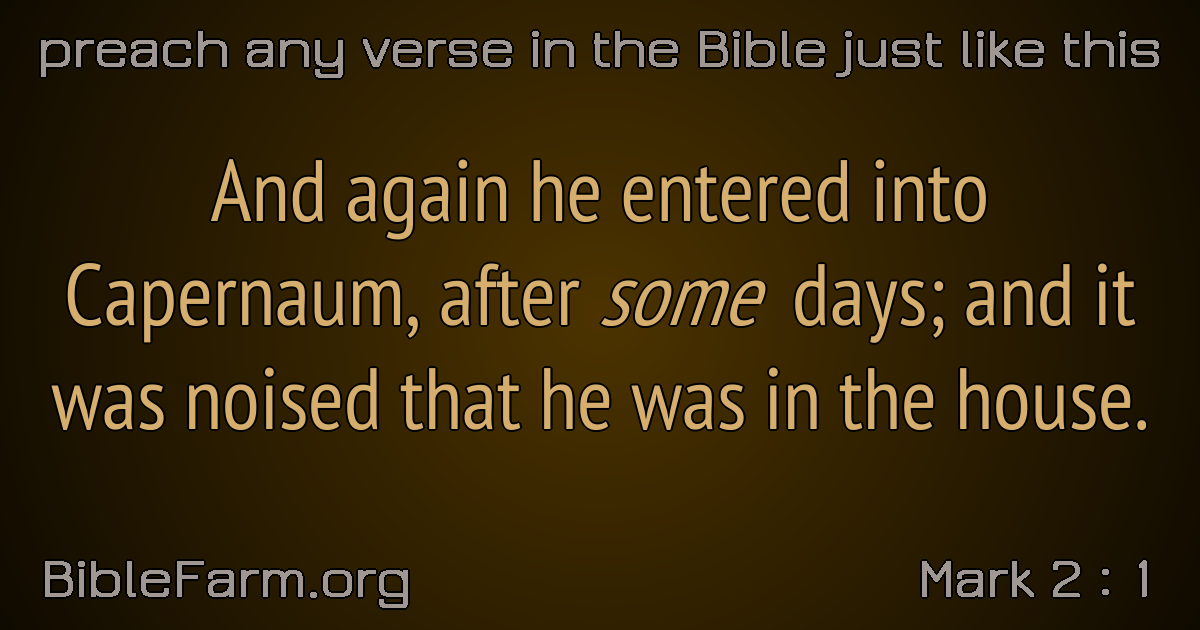 preach any verse in the Bible just like this
And again he entered into
Capernaum, after some days; and it
was noised that he was in the house.
BibleFarm.org
Mark 2 : 1